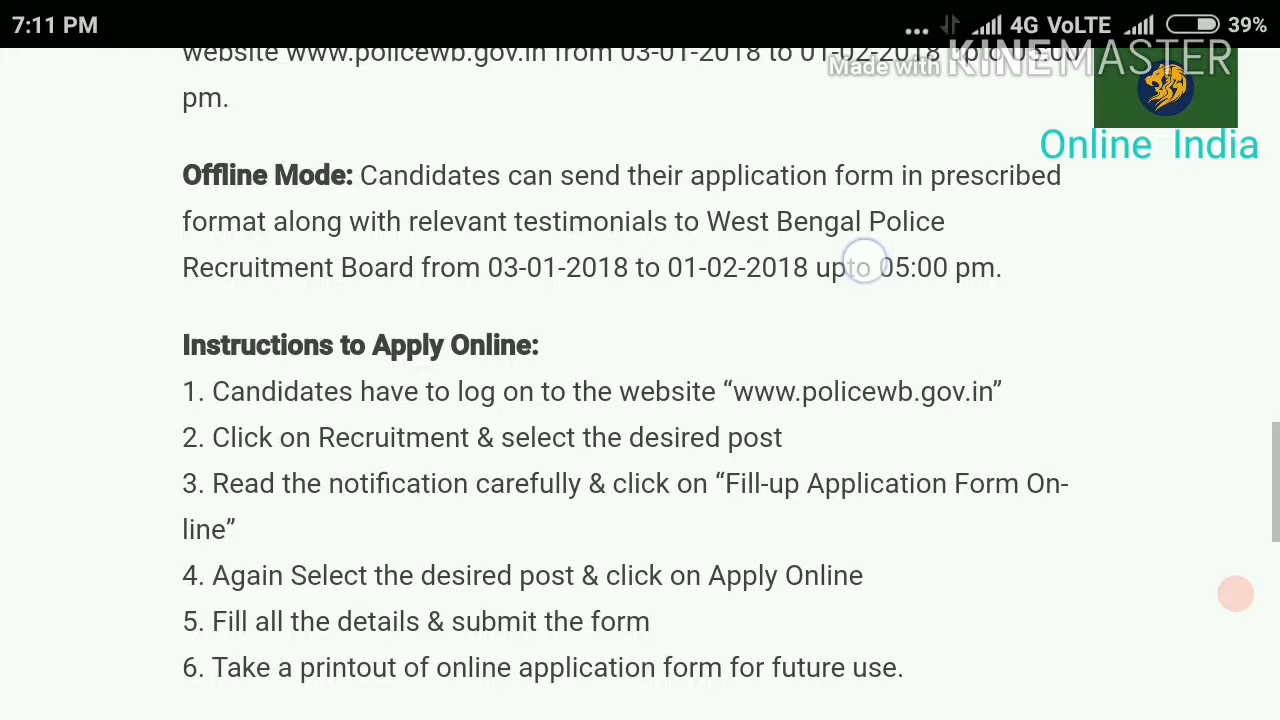 7:11 PM ... 4G VoLTE 39%
website www.policewb.gov.in from 03-01-2018 to 01-02-2018 upto 05:00
Made with KINEMASTER
pm.
Online India
Offline Mode: Candidates can send their application form in prescribed
format along with relevant testimonials to West Bengal Police
Recruitment Board from 03-01-2018 to 01-02-2018 upto 05:00 pm.
Instructions to Apply Online:
1. Candidates have to log on to the website “www.policewb.gov.in”
2. Click on Recruitment & select the desired post
3. Read the notification carefully & click on “Fill-up Application Form On-
line”
4. Again Select the desired post & click on Apply Online
5. Fill all the details & submit the form
6. Take a printout of online application form for future use.